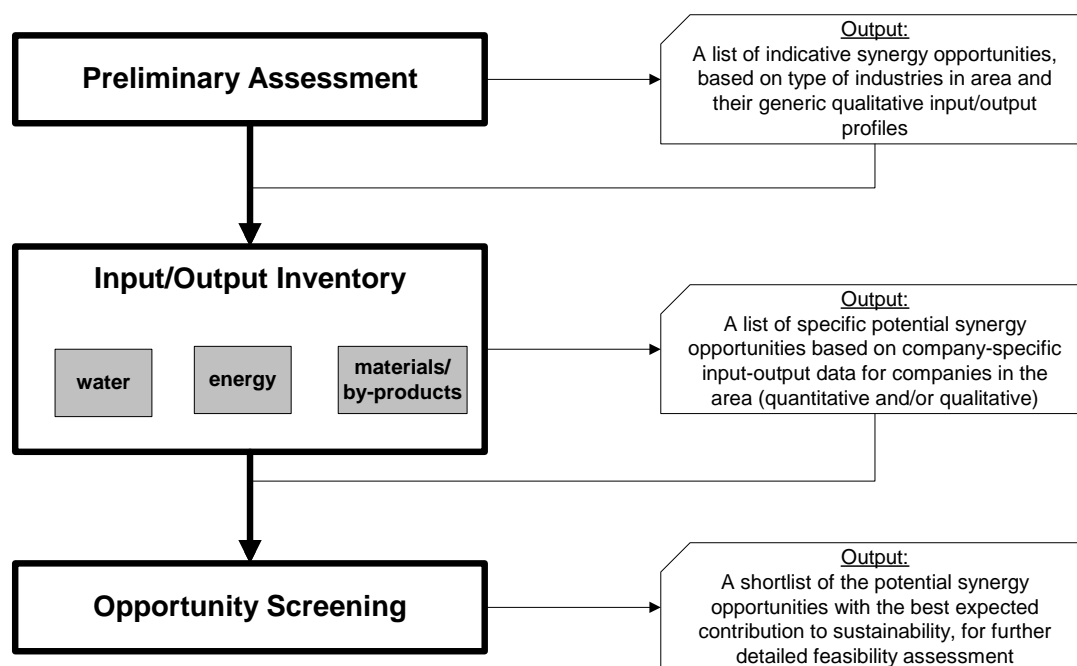 Preliminary Assessment
Output:
A list of indicative synergy opportunities,
based on type of industries in area and
their generic qualitative input/output
profiles
Input/Output Inventory
water
energy
materials/
by-products
Output:
A list of specific potential synergy
opportunities based on company-specific
input-output data for companies in the
area (quantitative and/or qualitative)
Opportunity Screening
Output:
A shortlist of the potential synergy
opportunities with the best expected
contribution to sustainability, for further
detailed feasibility assessment